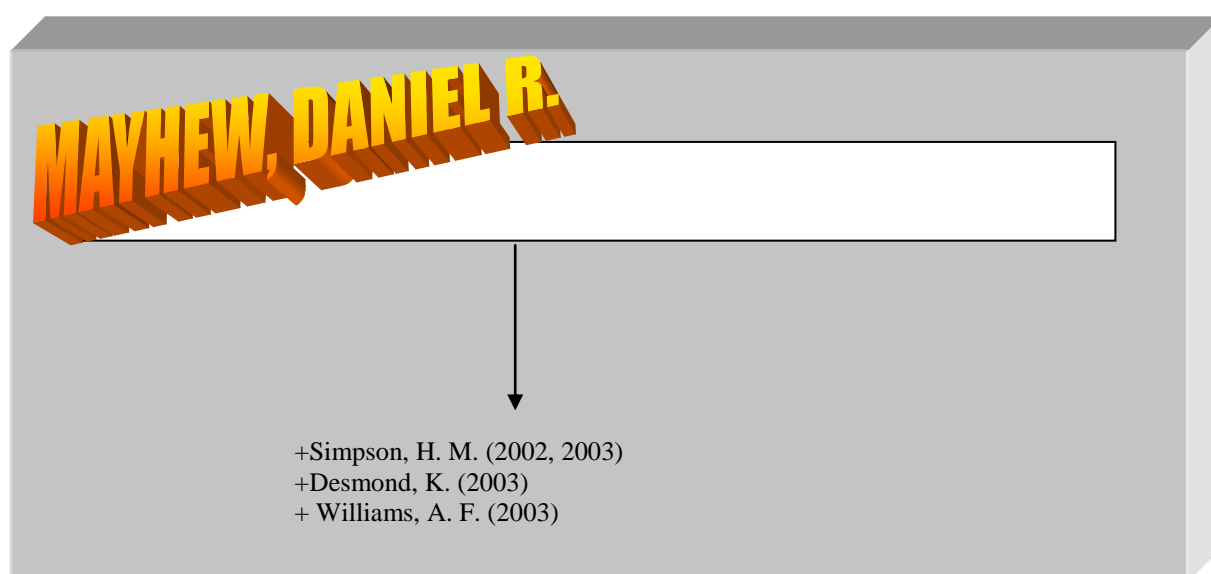 MAYHEW, DANIEL R.
+Simpson, H. M. (2002, 2003)
+Desmond, K. (2003)
+ Williams, A. F. (2003)